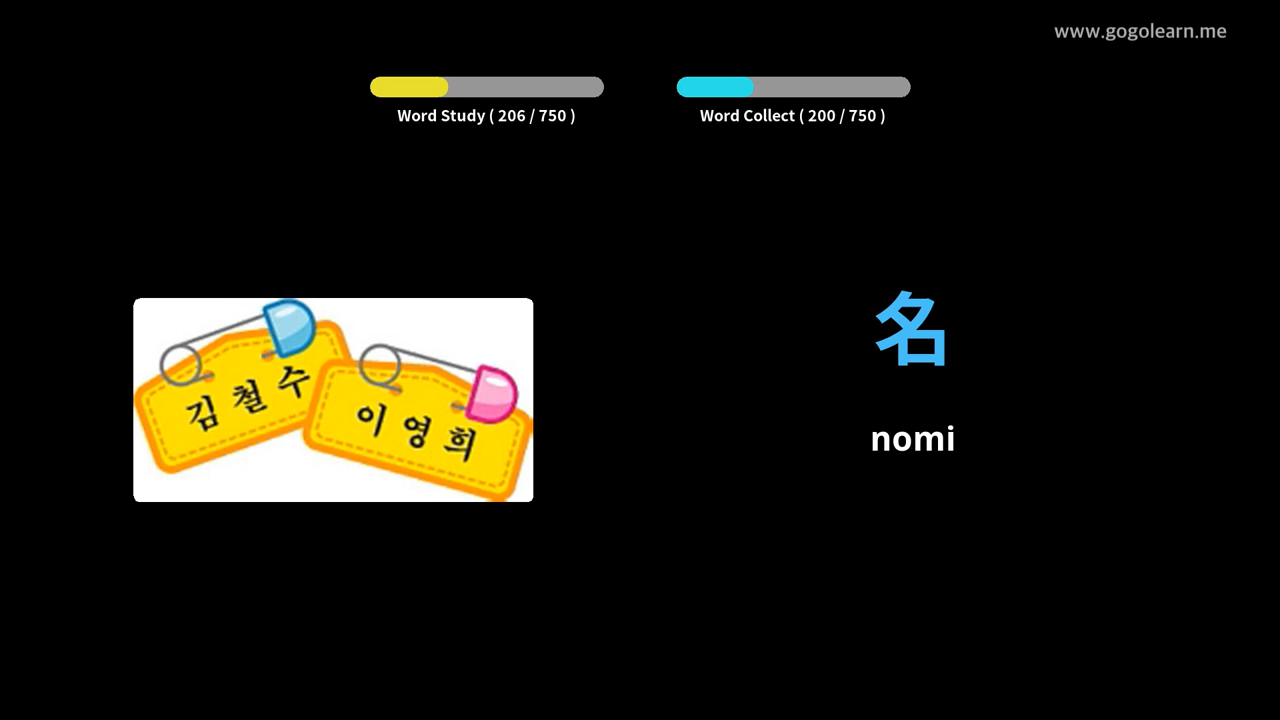 www.gogolearn.me
Word Study ( 206 / 750 )
Word Collect ( 200 / 750 )
김철수
이영희
名
nomi